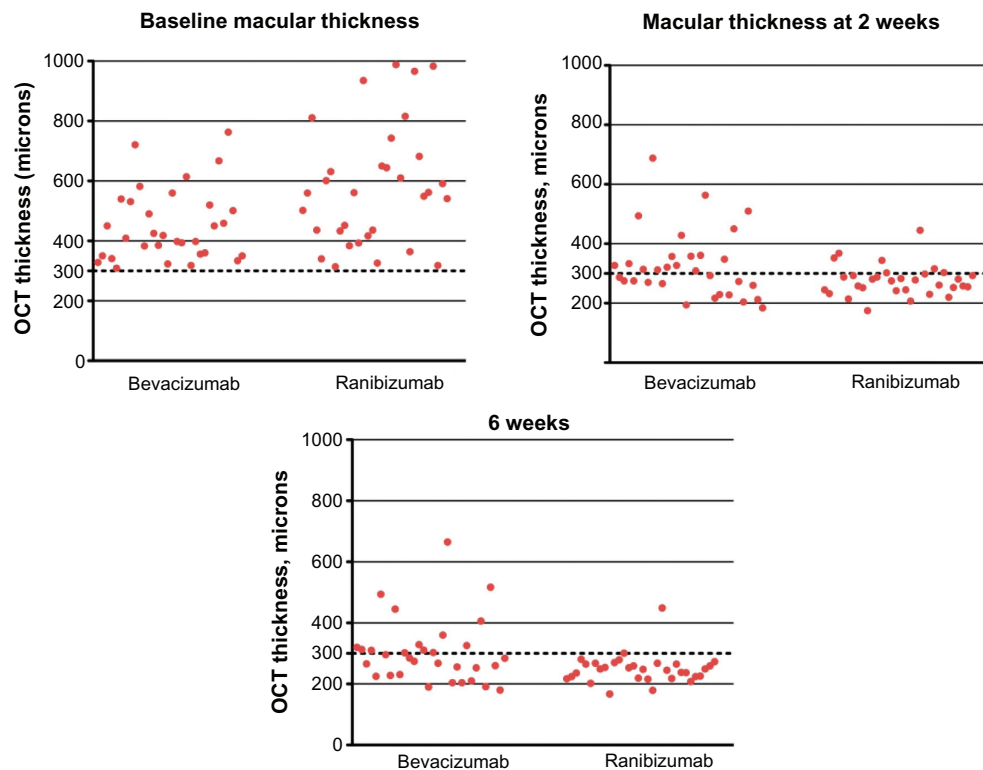 Baseline macular thickness
OCT thickness (microns)
1000
800
600
400
300
200
0
Bevacizumab
Ranibizumab
Macular thickness at 2 weeks
OCT thickness, microns
1000
800
600
400
300
200
Bevacizumab
Ranibizumab
6 weeks
OCT thickness, microns
1000
800
600
400
300
200
0
Bevacizumab
Ranibizumab